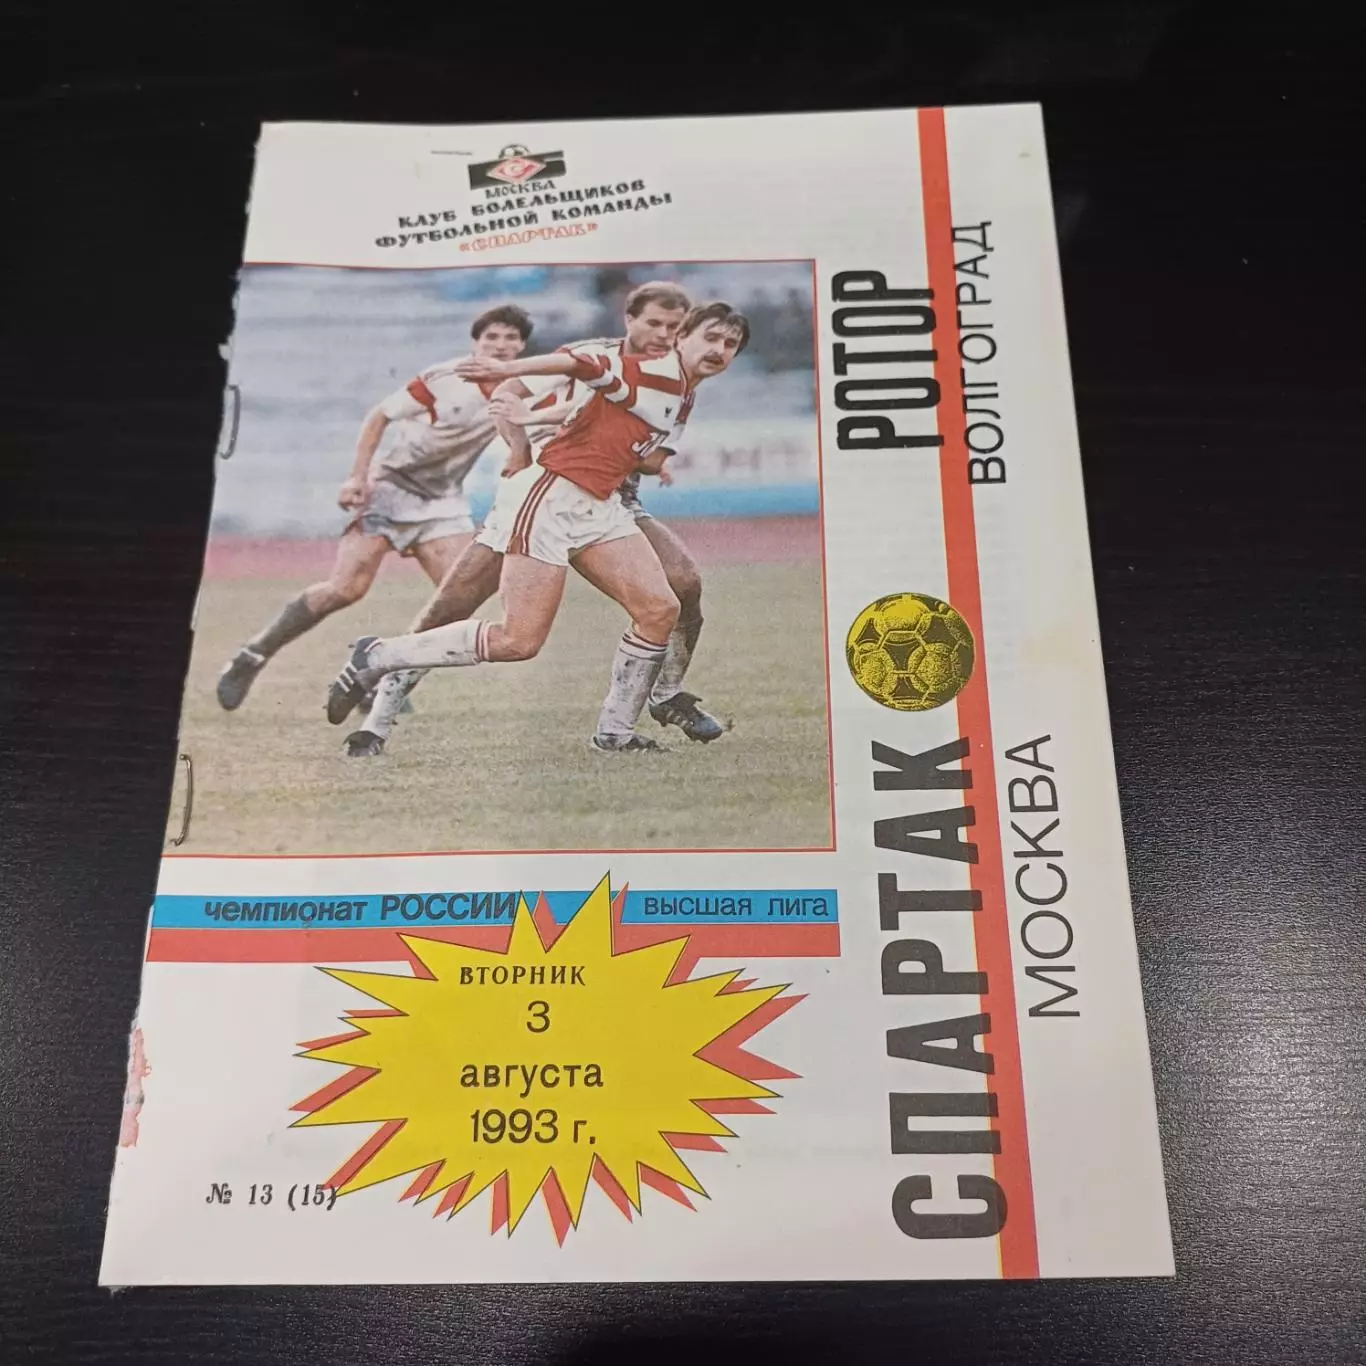 МОСКВА
КЛУБ БОЛЕЛЬЩИКОВ
ФУТБОЛЬНОЙ КОМАНДЫ
«СПАРТАК»
РОТОР
ВОЛГОГРАД
СПАРТАК
МОСКВА
чемпионат РОССИИ
высшая лига
ВТОРНИК
3
августа
1993 г.
№ 13 (15)